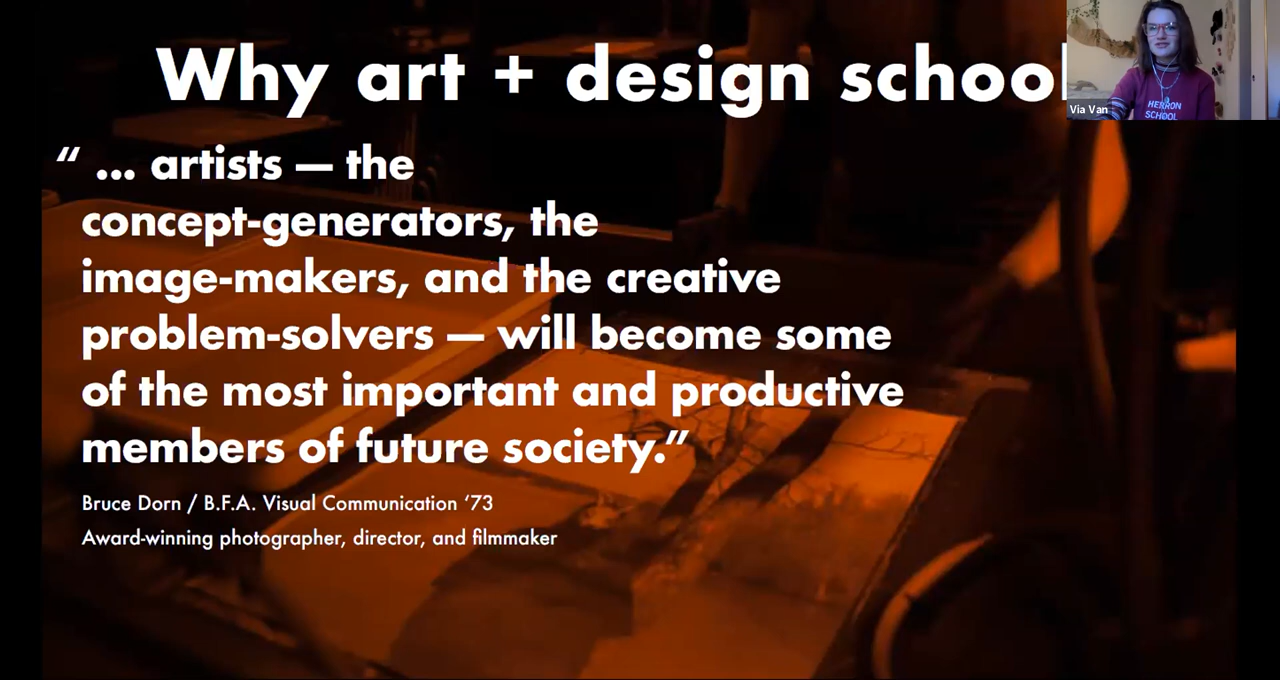 Why art + design school
“ ... artists — the
concept-generators, the
image-makers, and the creative
problem-solvers — will become some
of the most important and productive
members of future society.”
Bruce Dorn / B.F.A. Visual Communication ‘73
Award-winning photographer, director, and filmmaker
Via Van
HERRON
SCHOOL